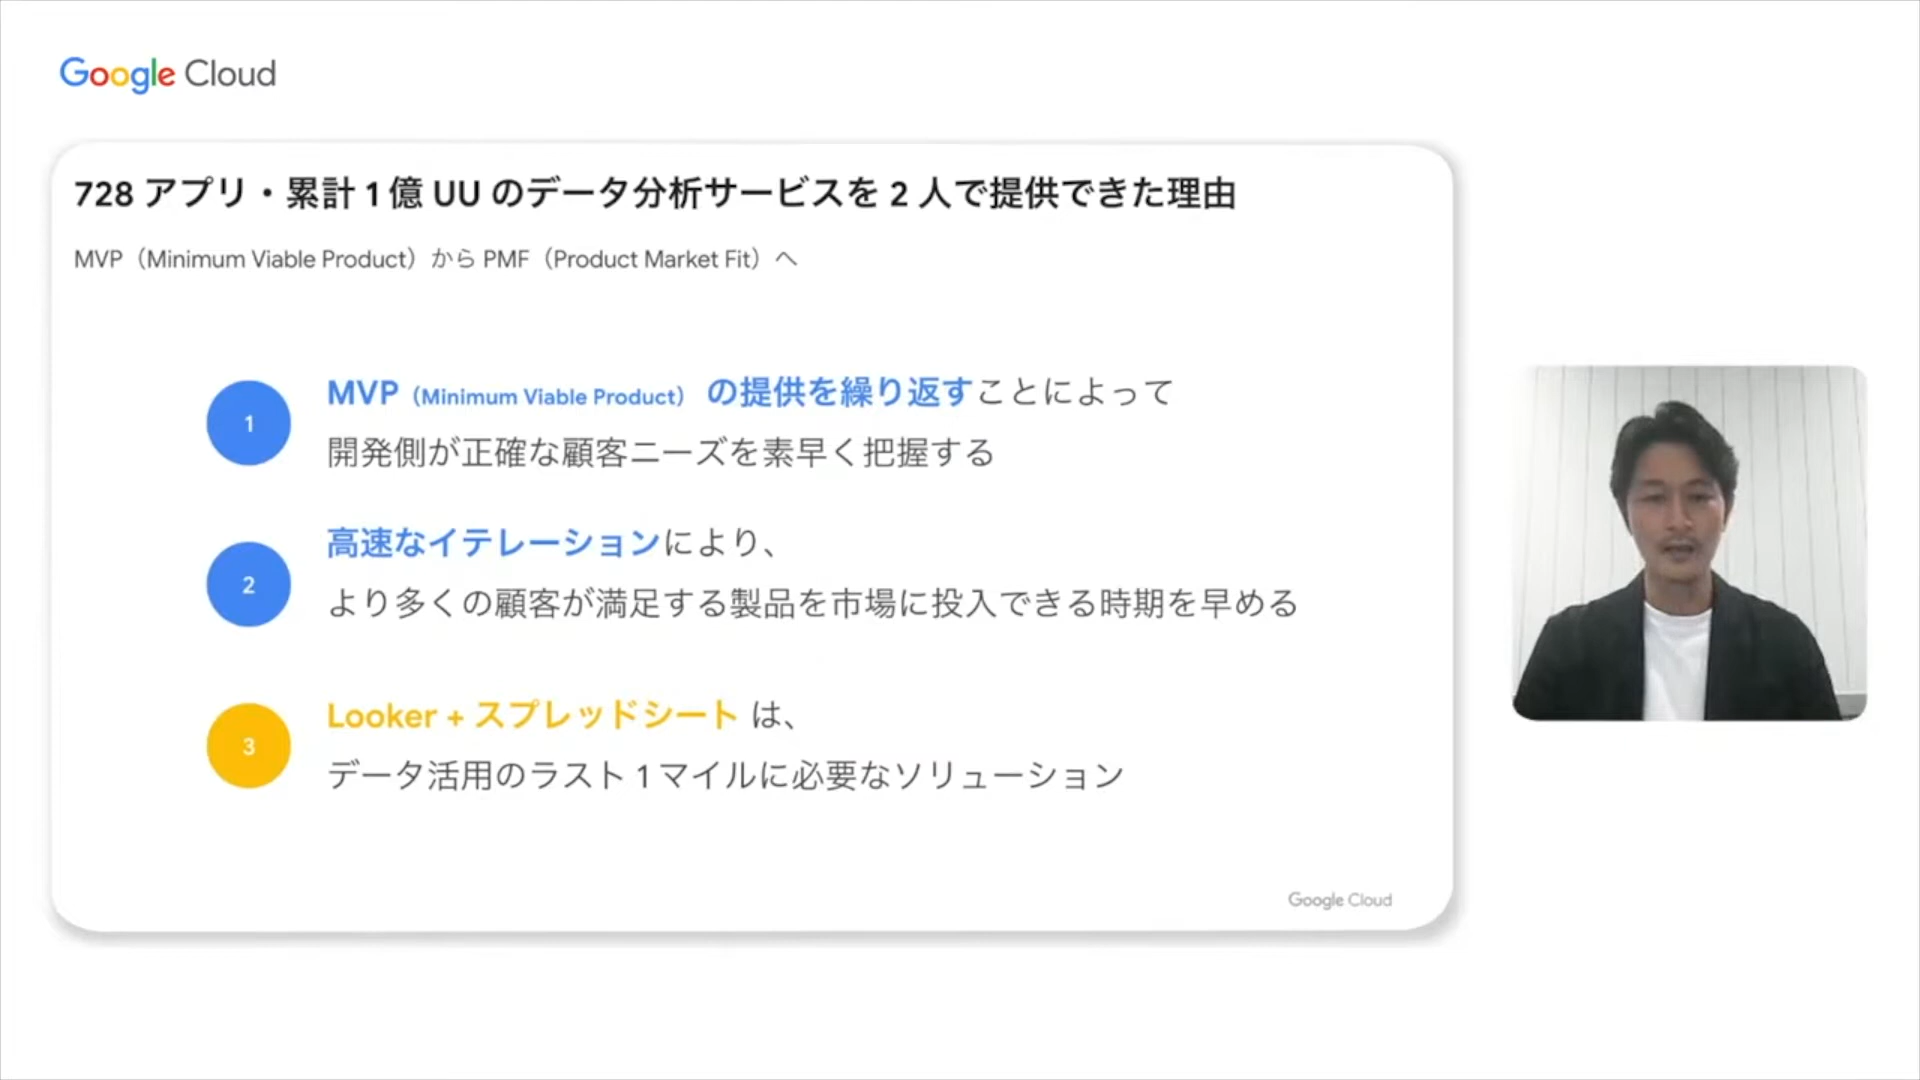 Google Cloud
728 アプリ・累計 1 億 UU のデータ分析サービスを 2 人で提供できた理由
MVP（Minimum Viable Product）から PMF（Product Market Fit）へ
1
MVP（Minimum Viable Product） の提供を繰り返すことによって
開発側が正確な顧客ニーズを素早く把握する
2
高速なイテレーションにより、
より多くの顧客が満足する製品を市場に投入できる時期を早める
3
Looker + スプレッドシート は、
データ活用のラスト 1 マイルに必要なソリューション
Google Cloud